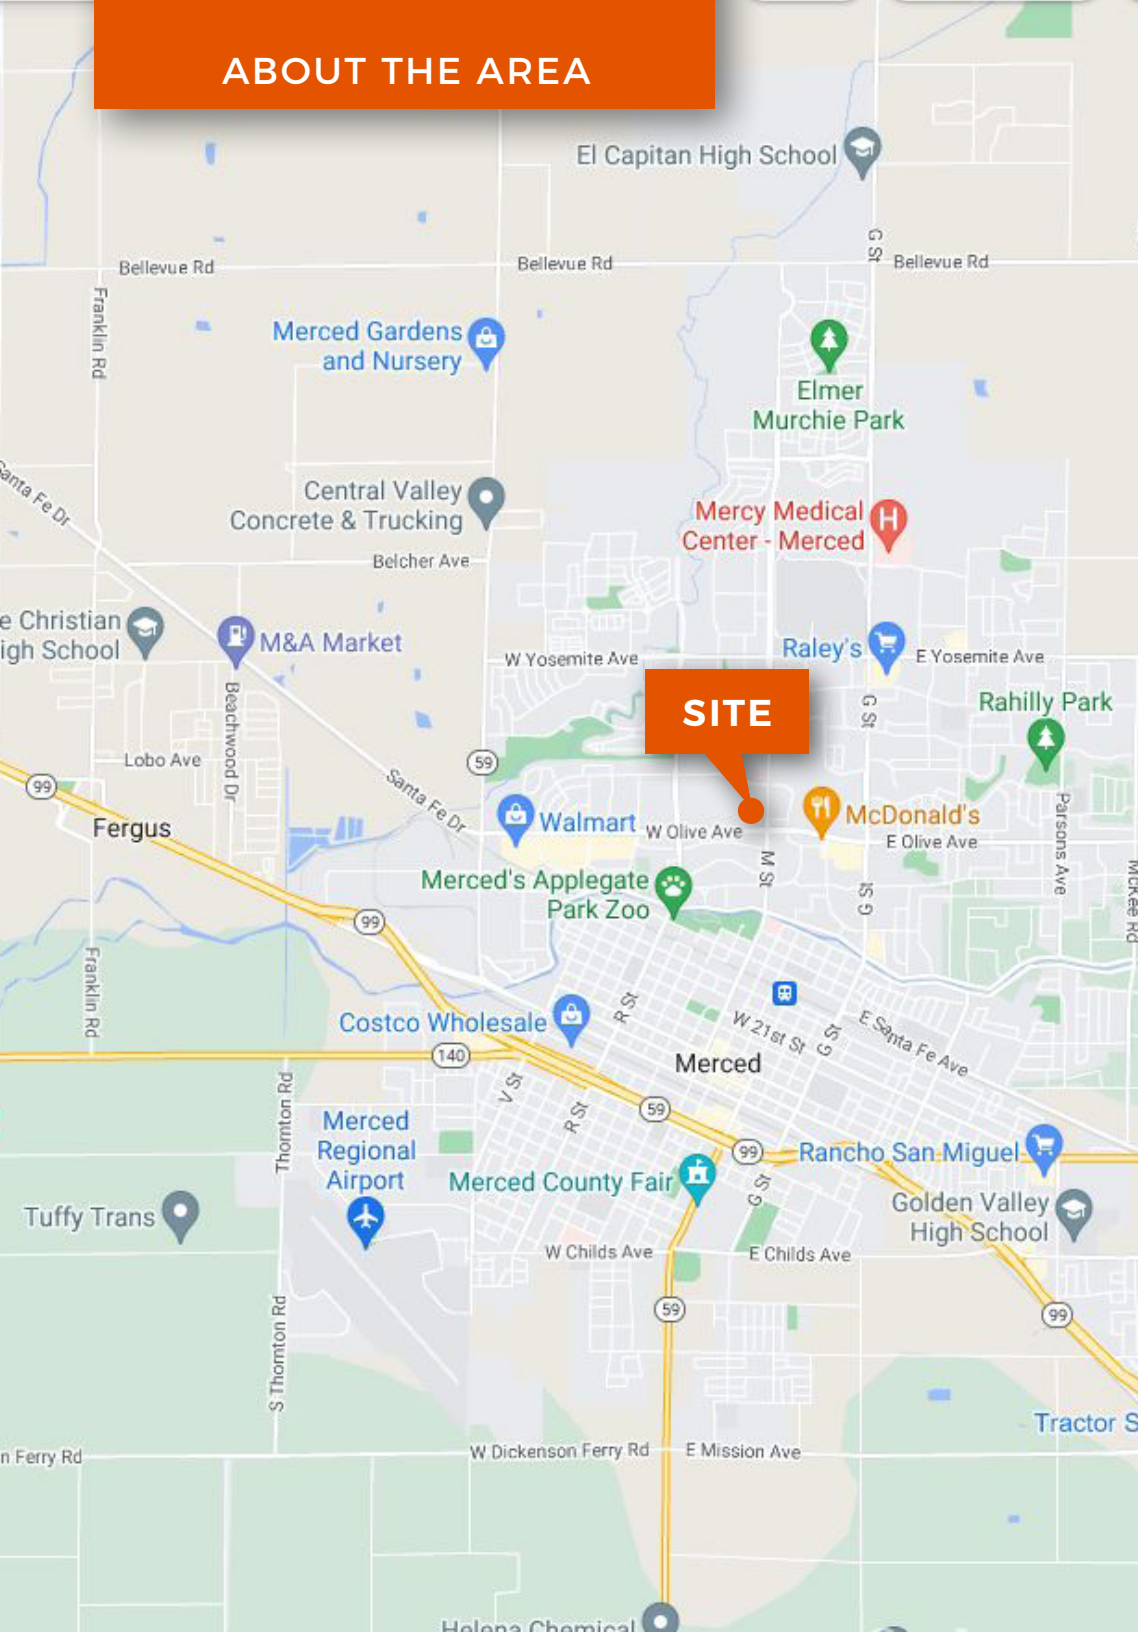 ABOUT THE AREA
El Capitan High School
G St
Bellevue Rd
Bellevue Rd
Bellevue Rd
Franklin Rd
Merced Gardens
and Nursery
Elmer
Murchie Park
Santa Fe Dr
Central Valley
Concrete & Trucking
Mercy Medical
Center - Merced
Belcher Ave
e Christian
igh School
M&A Market
W Yosemite Ave
Raley's
E Yosemite Ave
SITE
G St
Rahilly Park
Beachwood Dr
Lobo Ave
59
99
Santa Fe Dr
Fergus
Walmart
W Olive Ave
McDonald's
E Olive Ave
Parsons Ave
M St
McKee Rd
Merced's Applegate
Park Zoo
G St
99
Franklin Rd
R St
Costco Wholesale
W 21st St
G St
E Santa Fe Ave
140
Merced
V St
R St
59
Thornton Rd
Merced
Regional
Airport
99
Rancho San Miguel
Merced County Fair
G St
Tuffy Trans
Golden Valley
High School
W Childs Ave
E Childs Ave
59
99
S Thornton Rd
Tractor S
n Ferry Rd
W Dickenson Ferry Rd
E Mission Ave
Helena Chemical